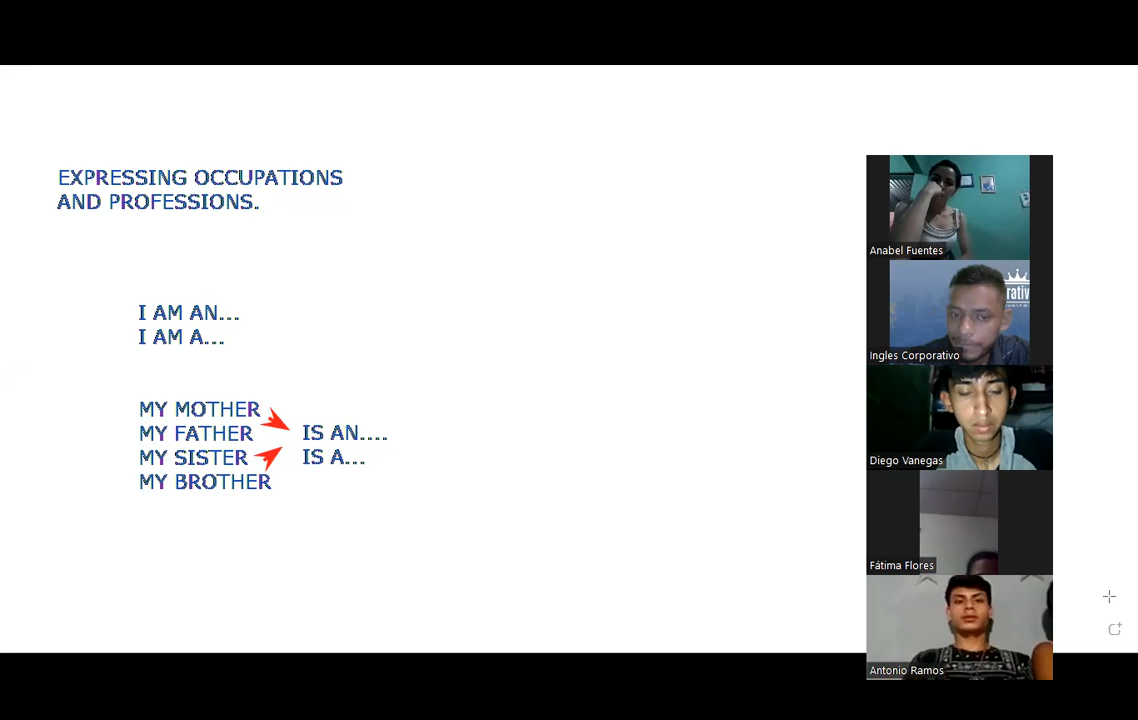 EXPRESSING OCCUPATIONS
AND PROFESSIONS.
I AM AN...
I AM A...
MY MOTHER
MY FATHER
MY SISTER
MY BROTHER
IS AN....
IS A...
Anabel Fuentes
rativ
Ingles Corporativo
Diego Vanegas
Fátima Flores
Antonio Ramos